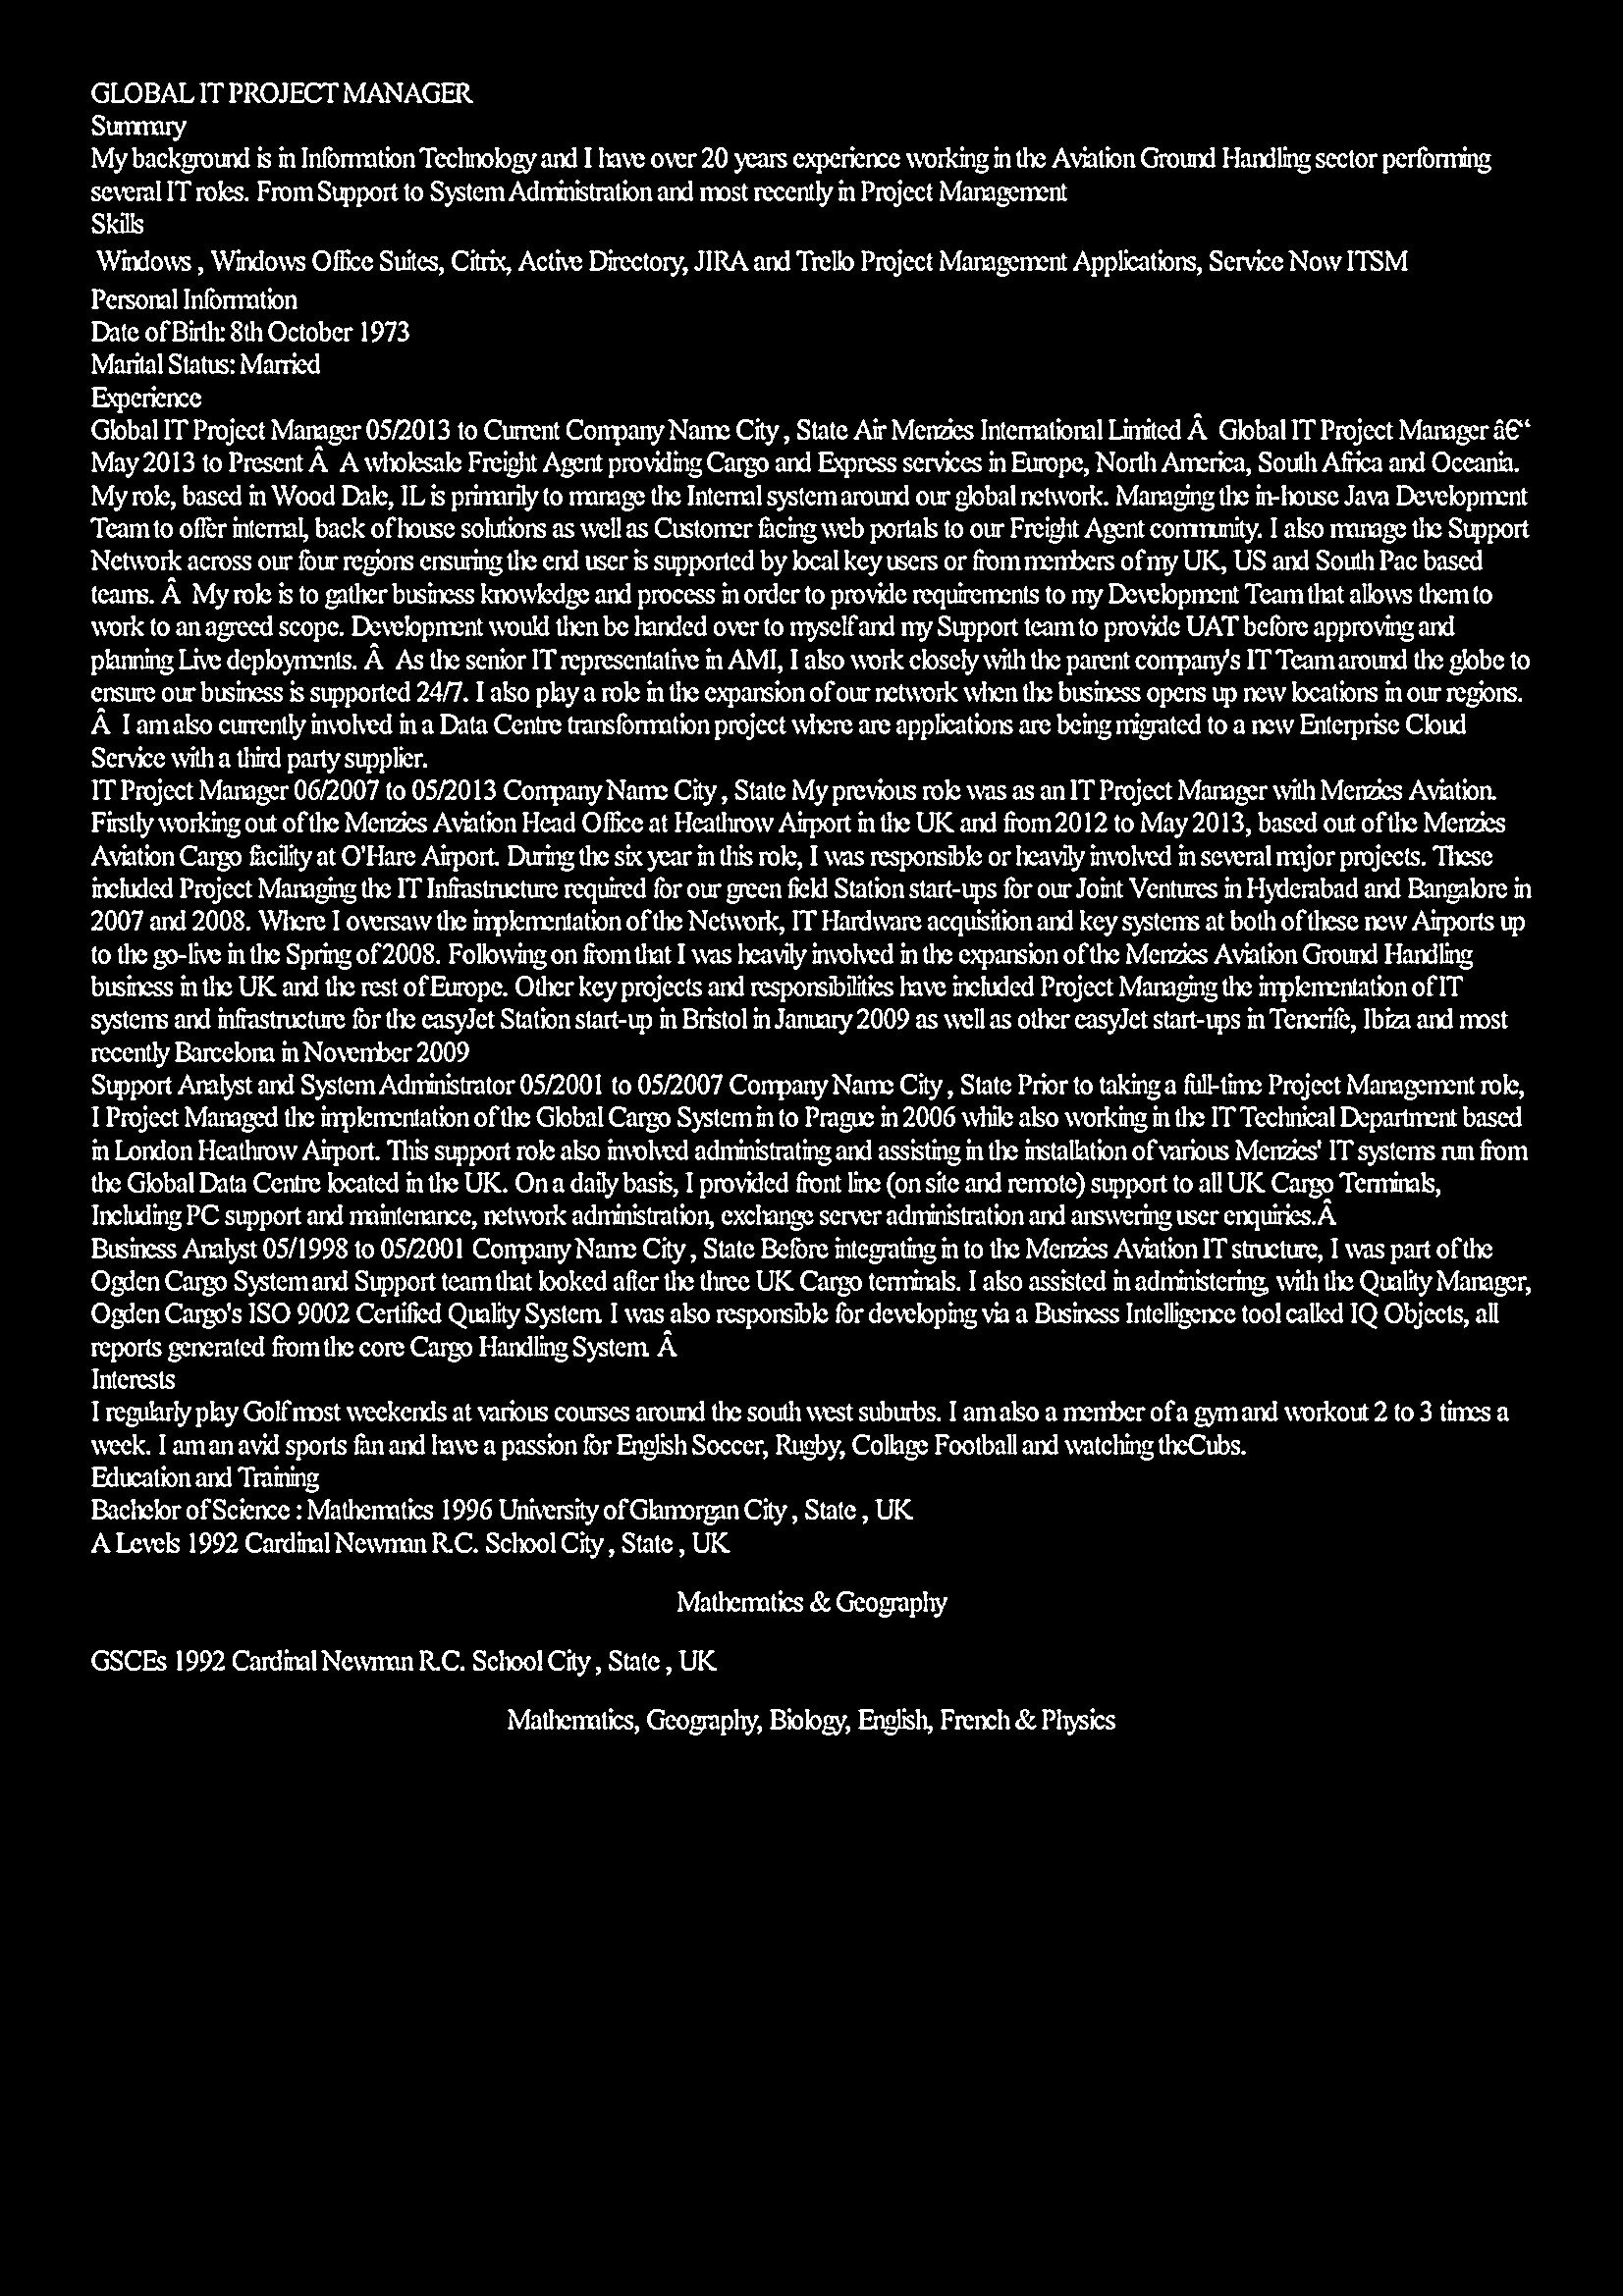 GLOBAL IT PROJECT MANAGER
Summary
My background is in Information Technology and I have over 20 years experience working in the Aviation Ground Handling sector performing
several IT roles. From Support to System Administration and most recently in Project Management
Skills
Windows , Windows Office Suites, Citrix, Active Directory, JIRA and Trello Project Management Applications, Service Now ITSM
Personal Information
Date of Birth: 8th October 1973
Marital Status: Married
Experience
Global IT Project Manager 05/2013 to Current Company Name City , State Air Menzies International Limited Â  Global IT Project Manager â€“
May 2013 to Present Â  A wholesale Freight Agent providing Cargo and Express services in Europe, North America, South Africa and Oceania.
My role, based in Wood Dale, IL is primarily to manage the Internal system around our global network. Managing the in-house Java Development
Team to offer internal, back of house solutions as well as Customer facing web portals to our Freight Agent community. I also manage the Support
Network across our four regions ensuring the end user is supported by local key users or from members of my UK, US and South Pac based
teams. Â  My role is to gather business knowledge and process in order to provide requirements to my Development Team that allows them to
work to an agreed scope. Development would then be handed over to myself and my Support team to provide UAT before approving and
planning Live deployments. Â  As the senior IT representative in AMI, I also work closely with the parent company's IT Team around the globe to
ensure our business is supported 24/7. I also play a role in the expansion of our network when the business opens up new locations in our regions.
Â  I am also currently involved in a Data Centre transformation project where are applications are being migrated to a new Enterprise Cloud
Service with a third party supplier.
IT Project Manager 06/2007 to 05/2013 Company Name City , State My previous role was as an IT Project Manager with Menzies Aviation.
Firstly working out of the Menzies Aviation Head Office at Heathrow Airport in the UK and from 2012 to May 2013, based out of the Menzies
Aviation Cargo facility at O'Hare Airport. During the six year in this role, I was responsible or heavily involved in several major projects. These
included Project Managing the IT Infrastructure required for our green field Station start-ups for our Joint Ventures in Hyderabad and Bangalore in
2007 and 2008. Where I oversaw the implementation of the Network, IT Hardware acquisition and key systems at both of these new Airports up
to the go-live in the Spring of 2008. Following on from that I was heavily involved in the expansion of the Menzies Aviation Ground Handling
business in the UK and the rest of Europe. Other key projects and responsibilities have included Project Managing the implementation of IT
systems and infrastructure for the easyJet Station start-up in Bristol in January 2009 as well as other easyJet start-ups in Tenerife, Ibiza and most
recently Barcelona in November 2009
Support Analyst and System Administrator 05/2001 to 05/2007 Company Name City , State Prior to taking a full-time Project Management role,
I Project Managed the implementation of the Global Cargo System in to Prague in 2006 while also working in the IT Technical Department based
in London Heathrow Airport. This support role also involved administrating and assisting in the installation of various Menzies' IT systems run from
the Global Data Centre located in the UK. On a daily basis, I provided front line (on site and remote) support to all UK Cargo Terminals,
Including PC support and maintenance, network administration, exchange server administration and answering user enquiries.Â
Business Analyst 05/1998 to 05/2001 Company Name City , State Before integrating in to the Menzies Aviation IT structure, I was part of the
Ogden Cargo System and Support team that looked after the three UK Cargo terminals. I also assisted in administering, with the Quality Manager,
Ogden Cargo's ISO 9002 Certified Quality System. I was also responsible for developing via a Business Intelligence tool called IQ Objects, all
reports generated from the core Cargo Handling System. Â
Interests
I regularly play Golf most weekends at various courses around the south west suburbs. I am also a member of a gym and workout 2 to 3 times a
week. I am an avid sports fan and have a passion for English Soccer, Rugby, Collage Football and watching theCubs.
Education and Training
Bachelor of Science : Mathematics 1996 University of Glamorgan City , State , UK
A Levels 1992 Cardinal Newman R.C. School City , State , UK
Mathematics & Geography
GSCEs 1992 Cardinal Newman R.C. School City , State , UK
Mathematics, Geography, Biology, English, French & Physics